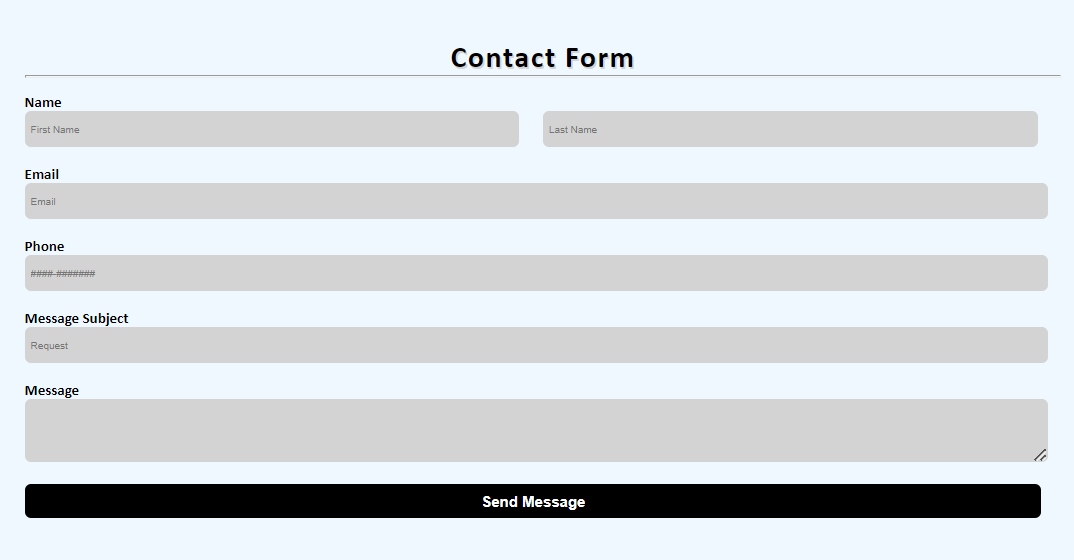 Contact Form
Name
First Name
Last Name
Email
Email
Phone
####-#######
Message Subject
Request
Message
Send Message